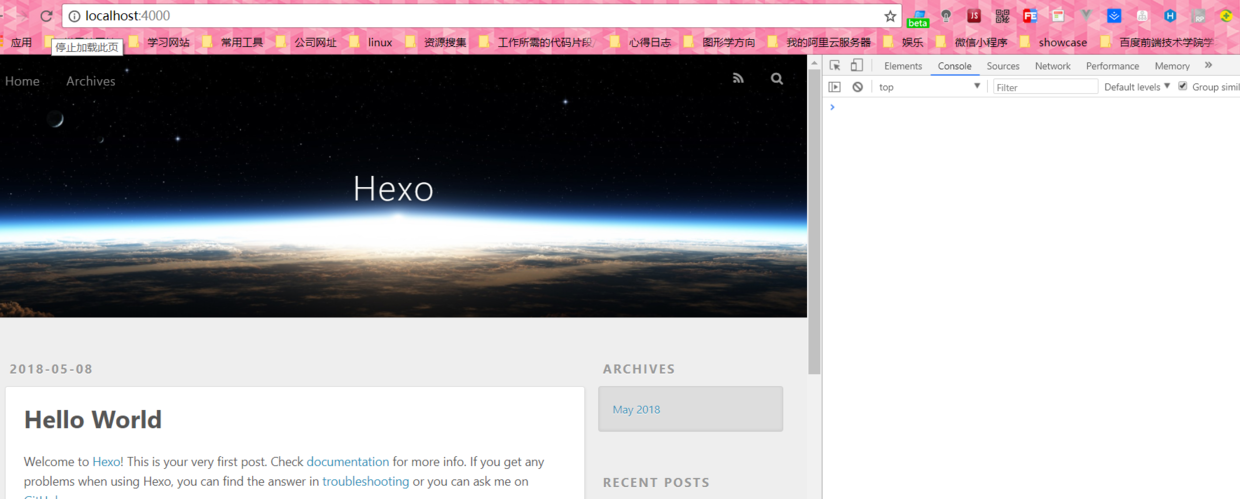 localhost:4000
beta
应用
停止加载此页
学习网站 常用工具 公司网址 linux 资源搜集 工作所需的代码片段 心得日志 图形学方向 我的阿里云服务器 娱乐 微信小程序 showcase 百度前端技术学院学
Home Archives
Elements Console Sources Network Performance Memory »
top Filter Default levels Group simil
Hexo
2018-05-08
ARCHIVES
Hello World
May 2018
Welcome to Hexo! This is your very first post. Check documentation for more info. If you get any
problems when using Hexo, you can find the answer in troubleshooting or you can ask me on
GitHub
RECENT POSTS